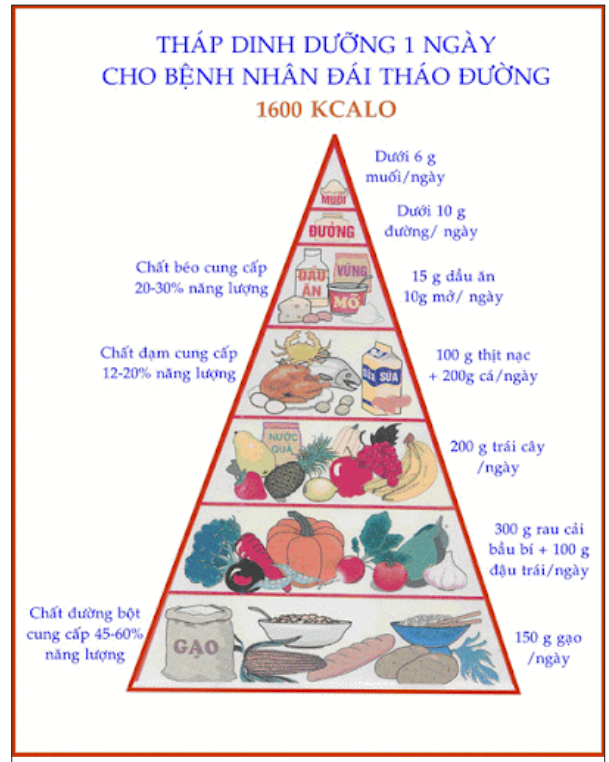 THÁP DINH DƯỠNG 1 NGÀY
CHO BỆNH NHÂN ĐÁI THÁO ĐƯỜNG
1600 KCALO
Dưới 6 g
muối/ngày
MUỐI
Dưới 10 g
đường/ ngày
ĐƯỜNG
Chất béo cung cấp
20-30% năng lượng
DẦU
ĂN
VỪNG
MỠ
15 g dầu ăn
10g mở/ ngày
Chất đạm cung cấp
12-20% năng lượng
SỮA
100 g thịt nạc
+ 200g cá/ngày
NƯỚC
QUẢ
200 g trái cây
/ngày
300 g rau cải
bầu bí + 100 g
đậu trái/ngày
Chất đường bột
cung cấp 45-60%
năng lượng
GẠO
150 g gạo
/ngày